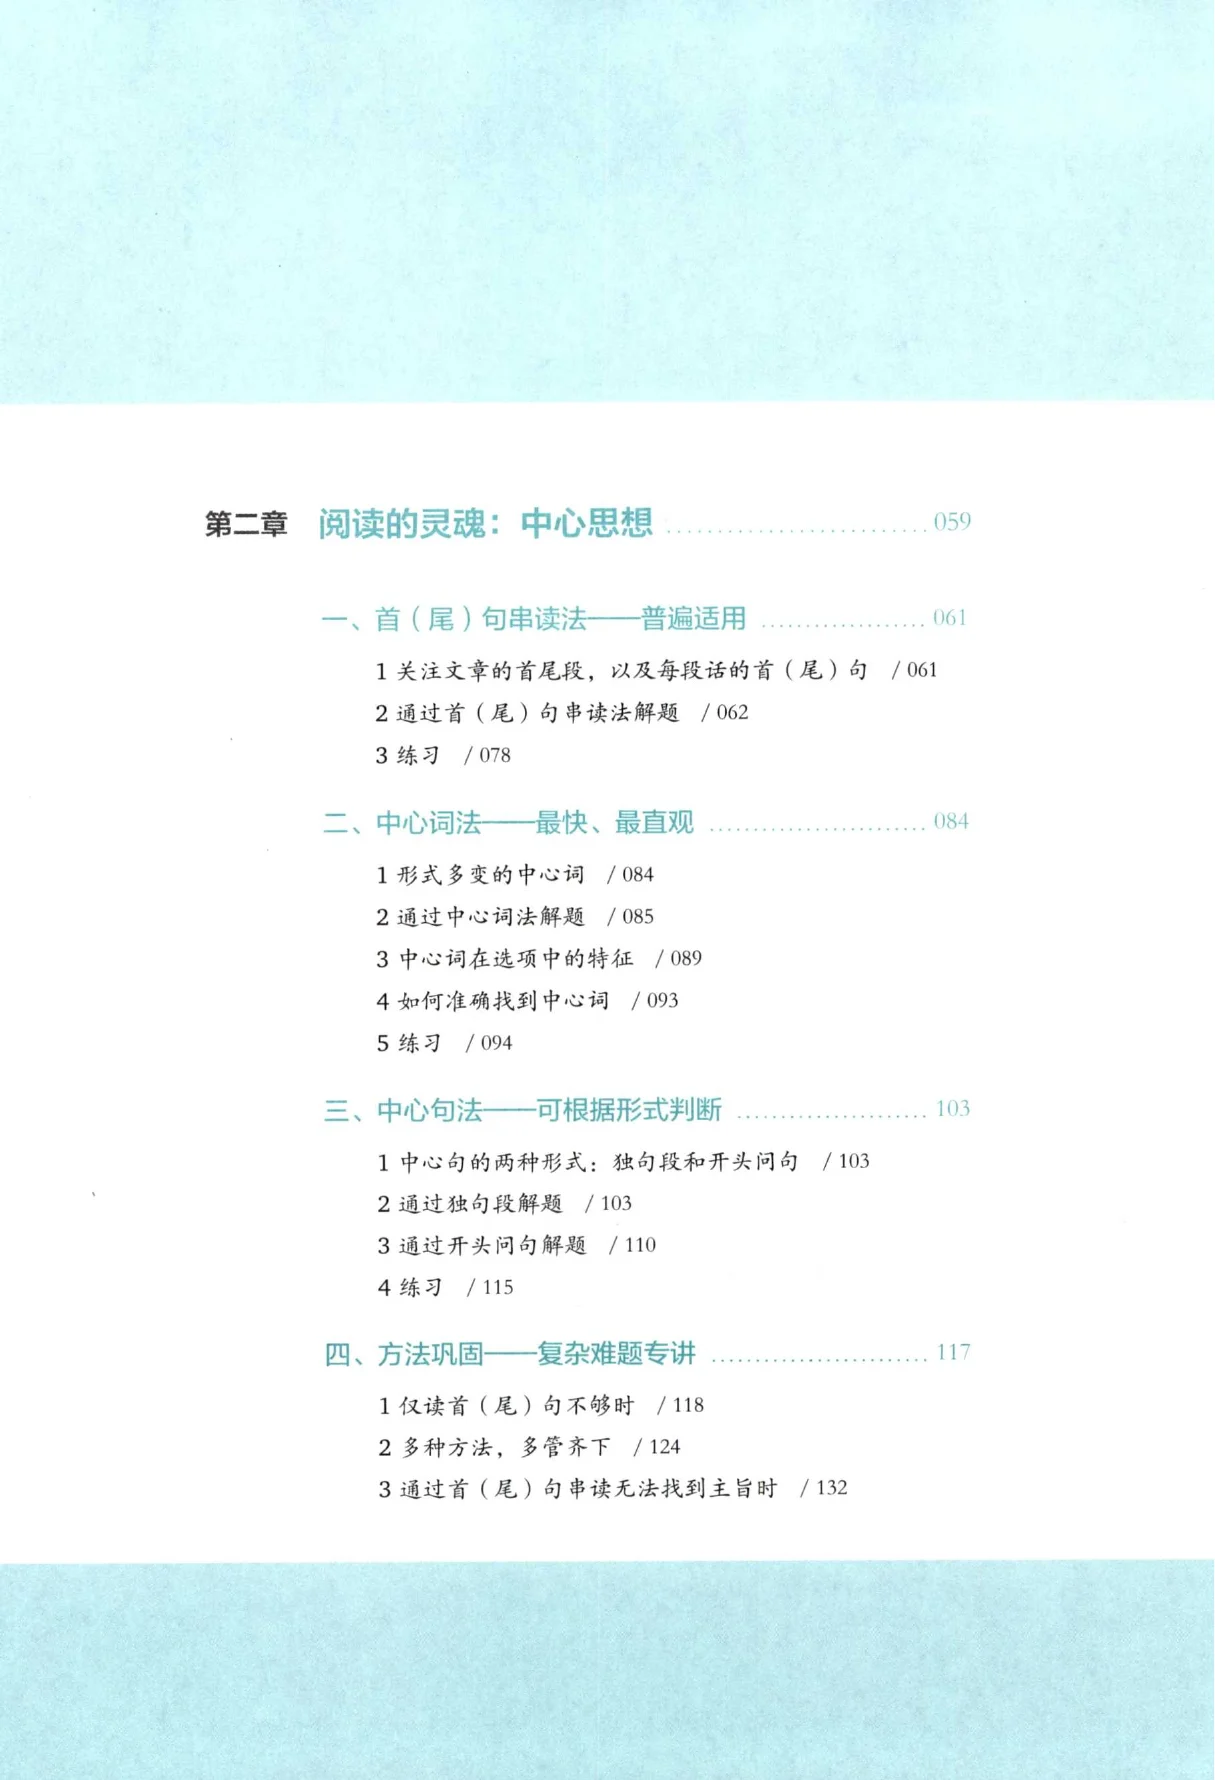 第二章 阅读的灵魂：中心思想 .......................... 059
一、首（尾）句串读法——普遍适用 ................... 061
1 关注文章的首尾段，以及每段话的首（尾）句 / 061
2 通过首（尾）句串读法解题 / 062
3 练习 / 078
二、中心词法——最快、最直观 ......................... 084
1 形式多变的中心词 / 084
2 通过中心词法解题 / 085
3 中心词在选项中的特征 / 089
4 如何准确找到中心词 / 093
5 练习 / 094
三、中心句法——可根据形式判断 ...................... 103
1 中心句的两种形式：独句段和开头问句 / 103
2 通过独句段解题 / 103
3 通过开头问句解题 / 110
4 练习 / 115
四、方法巩固——复杂难题专讲 ......................... 117
1 仅读首（尾）句不够时 / 118
2 多种方法，多管齐下 / 124
3 通过首（尾）句串读无法找到主旨时 / 132